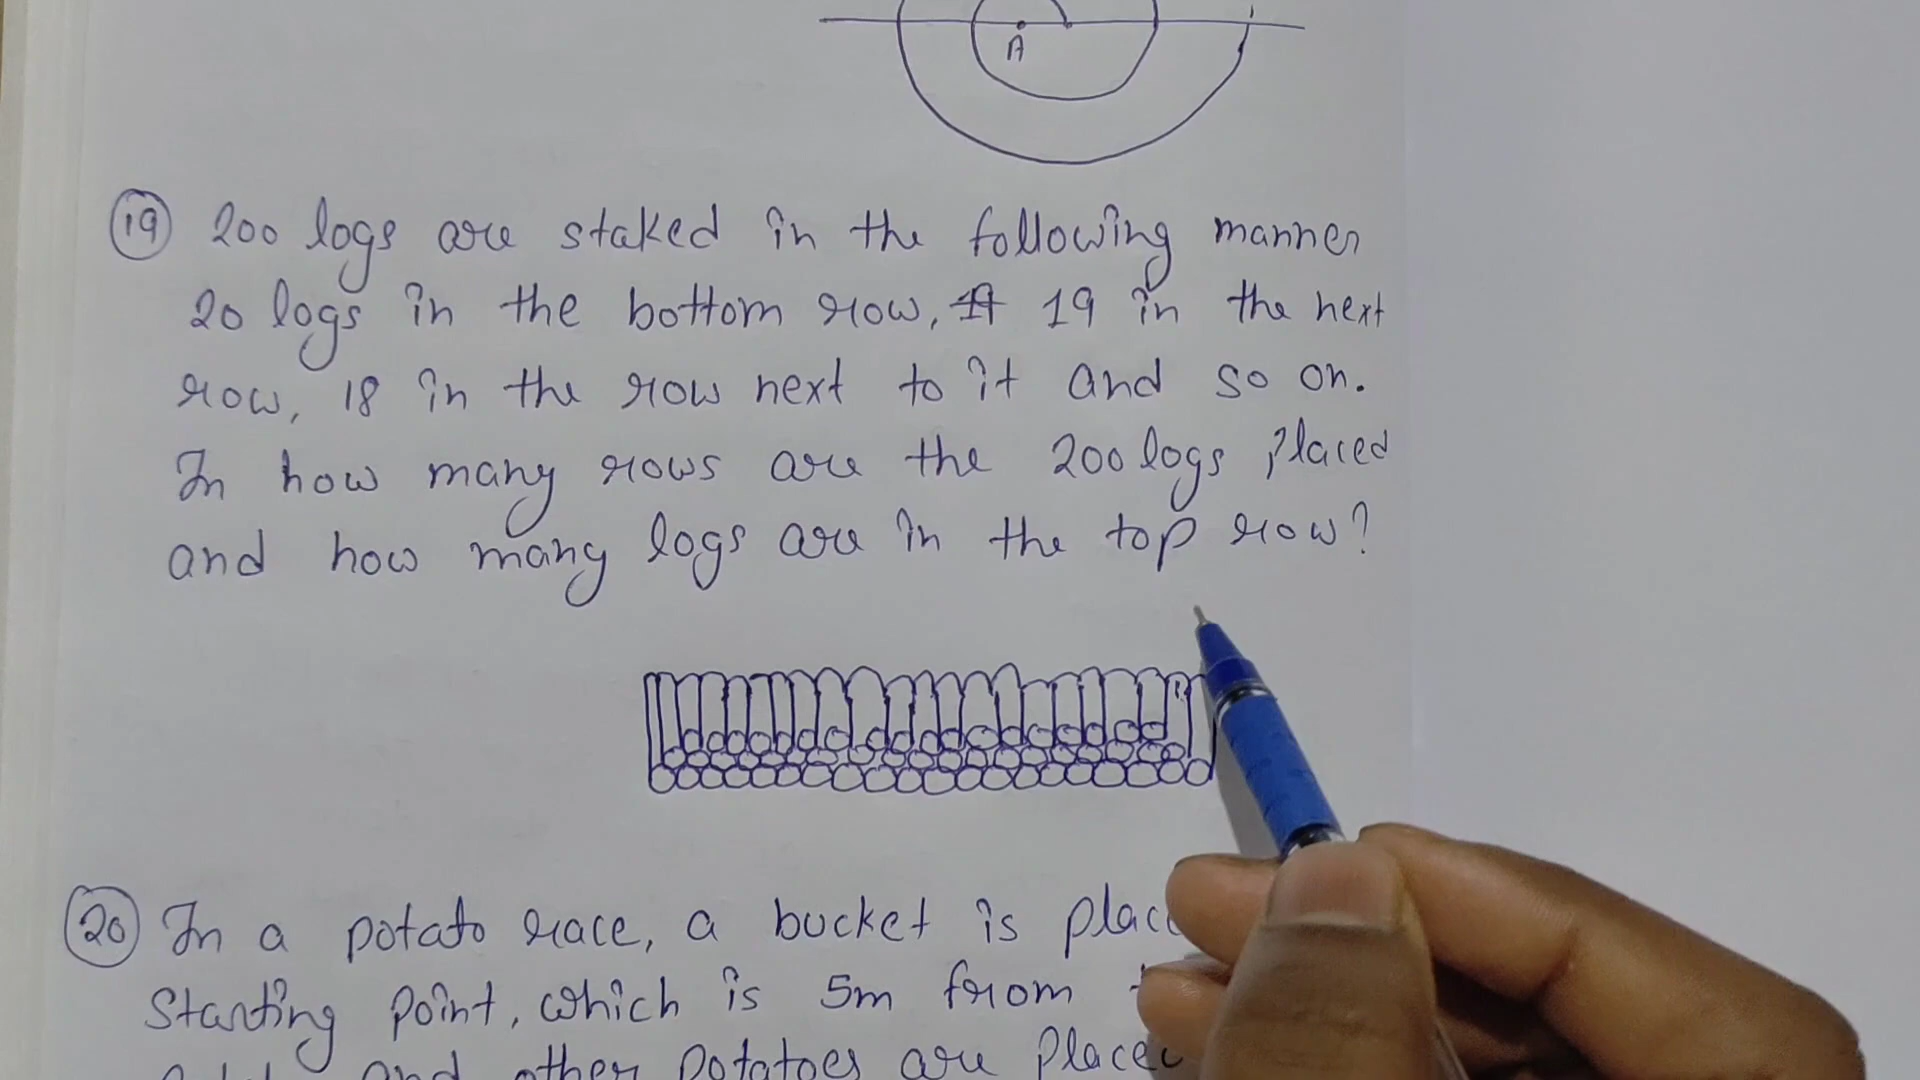 A
19 200 logs are staked in the following manner
20 logs in the bottom row, 19 in the next
row, 18 in the row next to it and so on.
In how many rows are the 200 logs placed
and how many logs are in the top row?
20 In a potato race, a bucket is
Starting point, which is 5m from
and other potatoes are